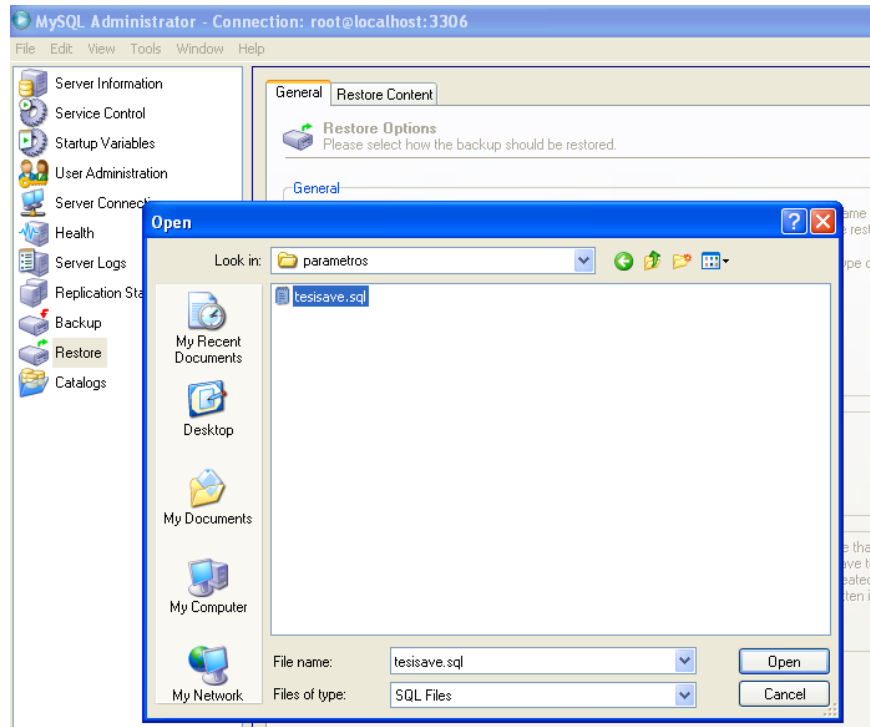 MySQL Administrator - Connection: root@localhost:3306
File Edit View Tools Window Help
Server Information
Service Control
Startup Variables
User Administration
Server Connecti
Health
Server Logs
Replication Sta
Backup
Restore
Catalogs
General Restore Content
Restore Options
Please select how the backup should be restored.
General
Open
Look in: parametros
tesisave.sql
My Recent
Documents
Desktop
My Documents
My Computer
My Network
File name: tesisave.sql Open
Files of type: SQL Files Cancel